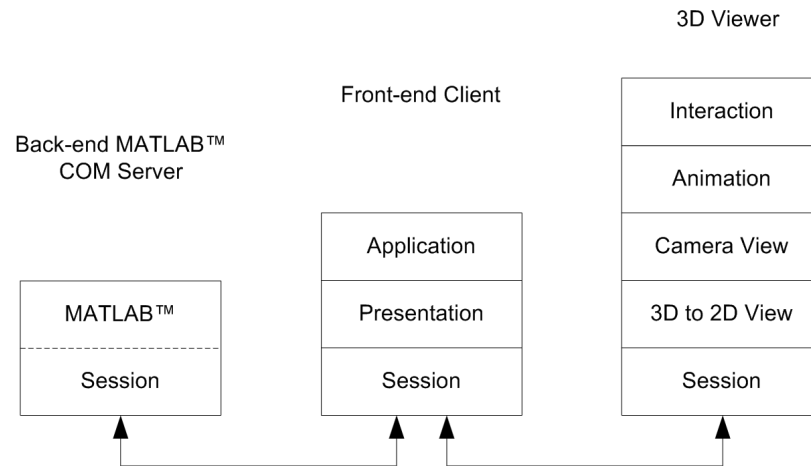 Back-end MATLAB™
COM Server
MATLAB™
Session
Front-end Client
Application
Presentation
Session
3D Viewer
Interaction
Animation
Camera View
3D to 2D View
Session